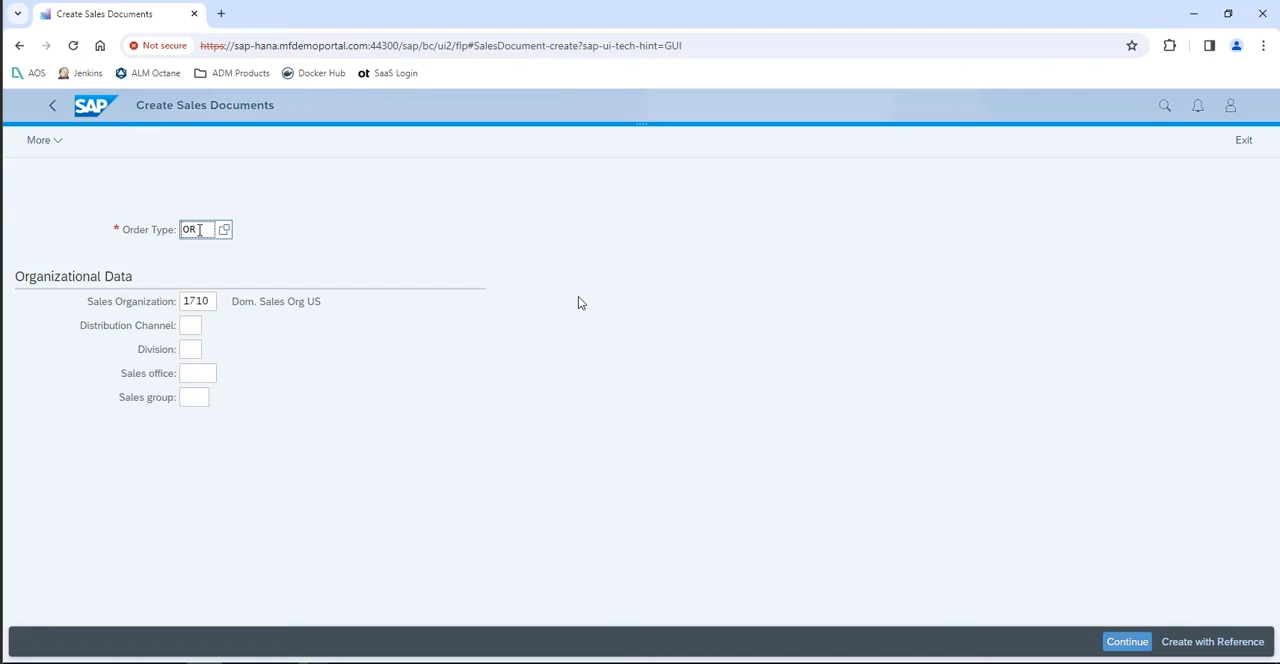 Create Sales Documents
Not secure https://sap-hana.mfdemoportal.com:44300/sap/bc/ui2/flp#SalesDocument-create?sap-ui-tech-hint=GUI
AOS Jenkins ALM Octane ADM Products Docker Hub ot SaaS Login
SAP Create Sales Documents
More Exit
* Order Type: OR
Organizational Data
Sales Organization: 1710 Dom. Sales Org US
Distribution Channel:
Division:
Sales office:
Sales group:
Continue Create with Reference